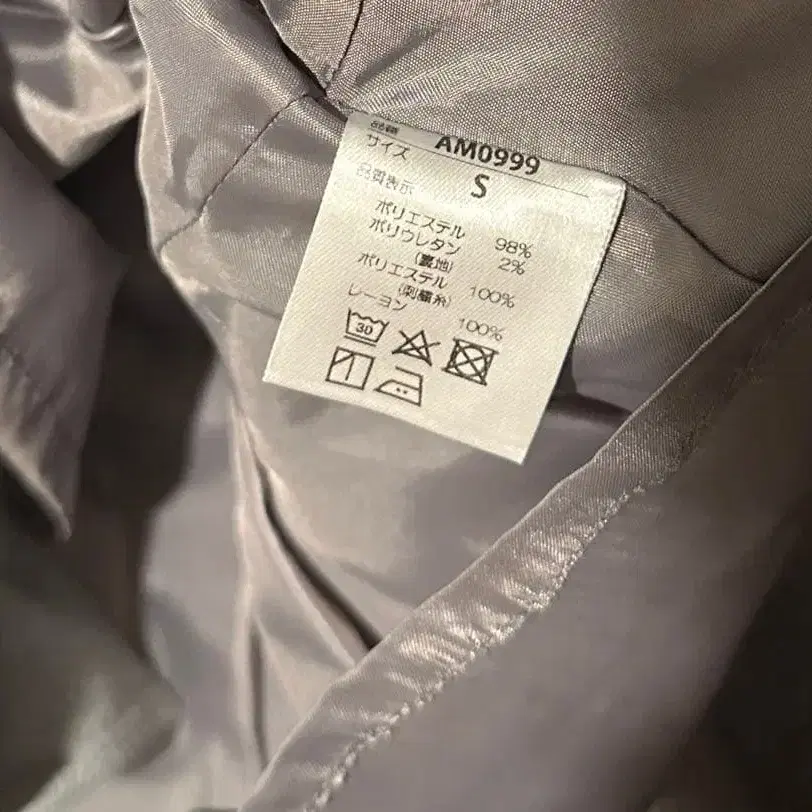 品番 AM0999
サイズ S
品質表示
ポリエステル 98%
ポリウレタン 2%
(裏地)
ポリエステル 100%
(刺繍糸)
レーヨン 100%
30